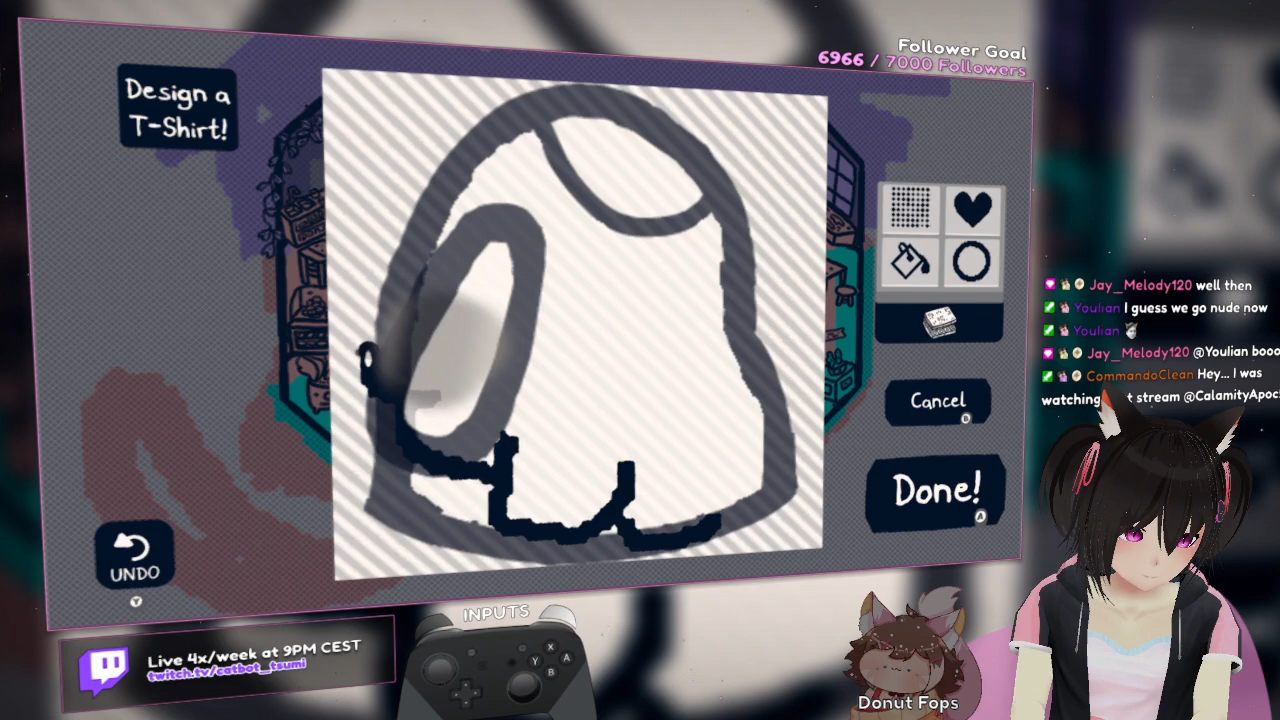 Follower Goal
6966 / 7000 Followers
Design a
T-Shirt!
Jay_Melody120 well then
Youlian I guess we go nude now
Youlian
Jay_Melody120 @Youlian booo
CommandoClean Hey... I was
watching t stream @CalamityApoc
Cancel
B
Done!
A
UNDO
Y
INPUTS
X
Y
A
B
Live 4x/week at 9PM CEST
twitch.tv/catbot_tsumi
Donut Fops